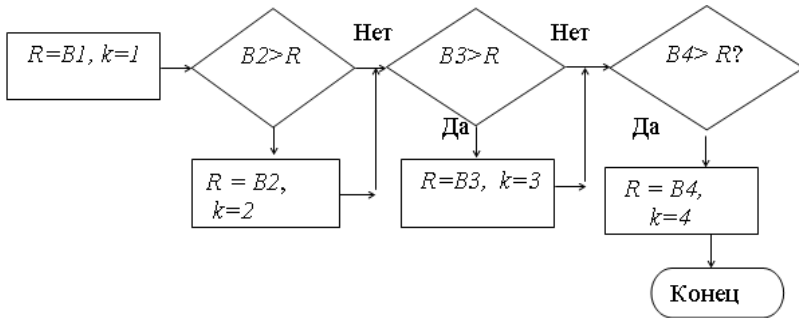 R=B1, k=1
B2>R
Нет
B3>R
Нет
B4> R?
Да
Да
R = B2,
k=2
R=B3, k=3
R = B4,
k=4
Конец